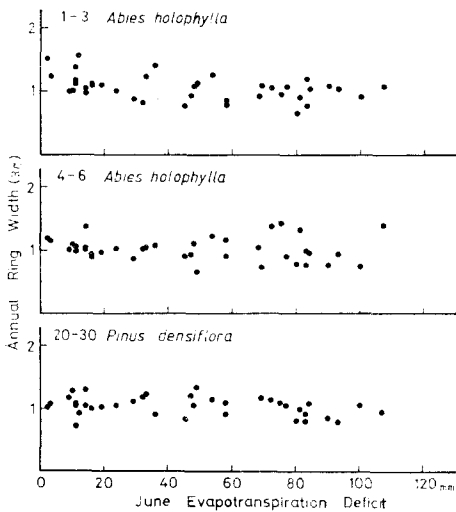 1-3 Abies holophylla
2
1
4-6 Abies holophylla
2
1
Annual Ring Width
20-30 Pinus densiflora
2
1
0 20 40 60 80 100 120 mm
June Evapotranspiration Deficit